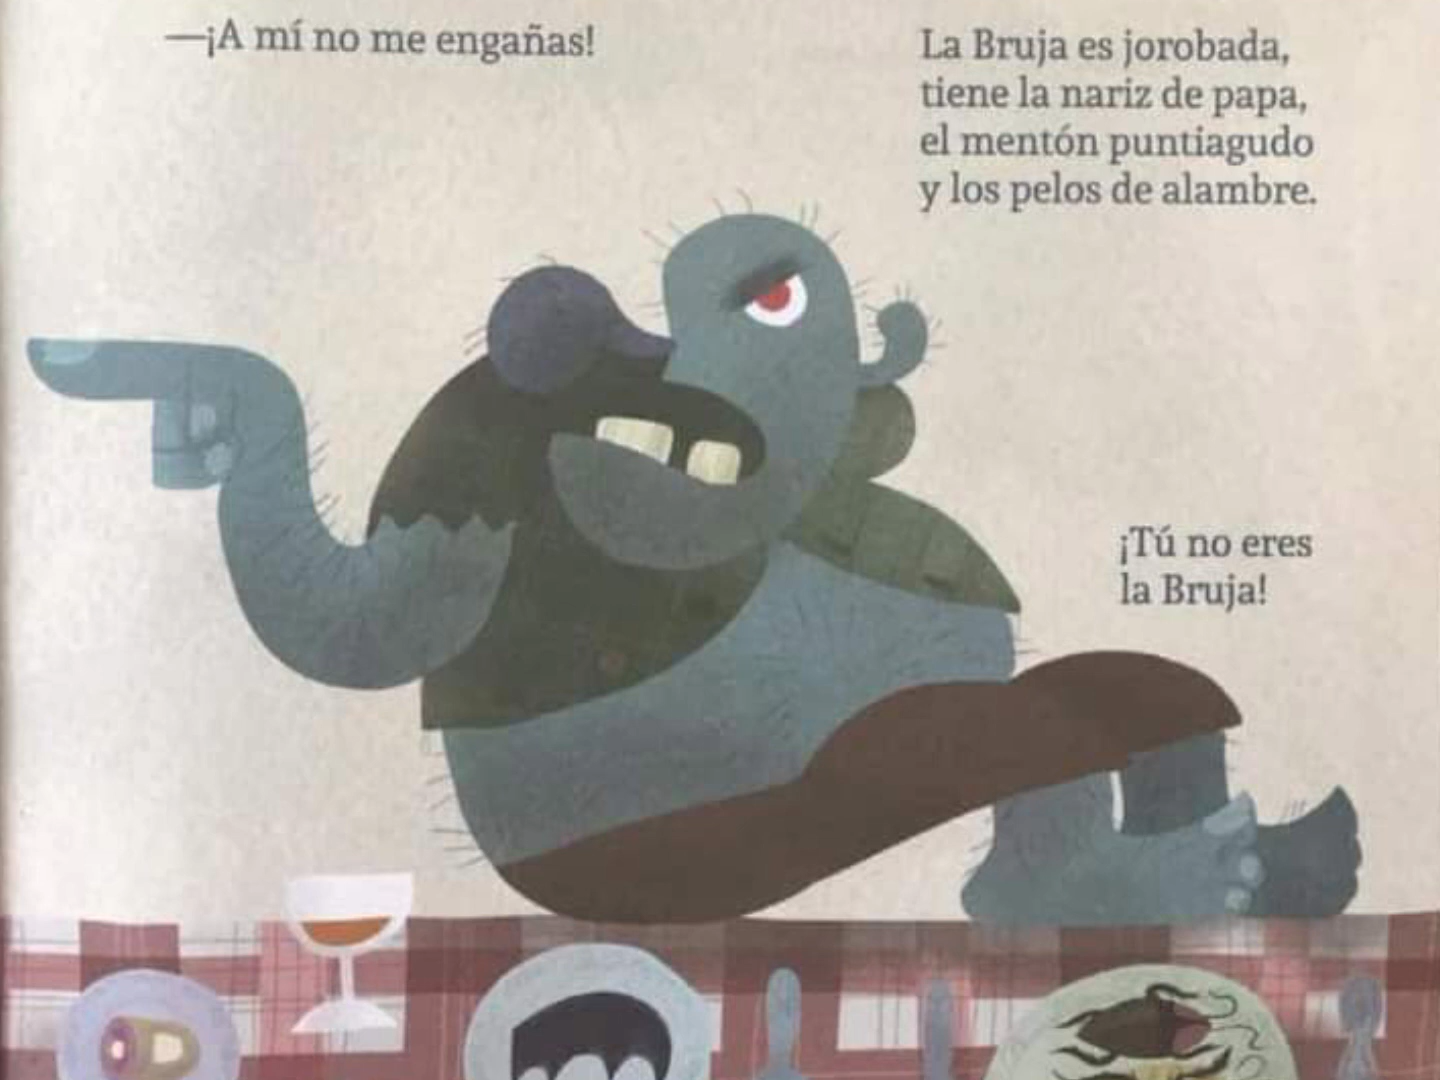 —¡A mí no me engañas!
La Bruja es jorobada,
tiene la nariz de papa,
el mentón puntiagudo
y los pelos de alambre.
¡Tú no eres
la Bruja!